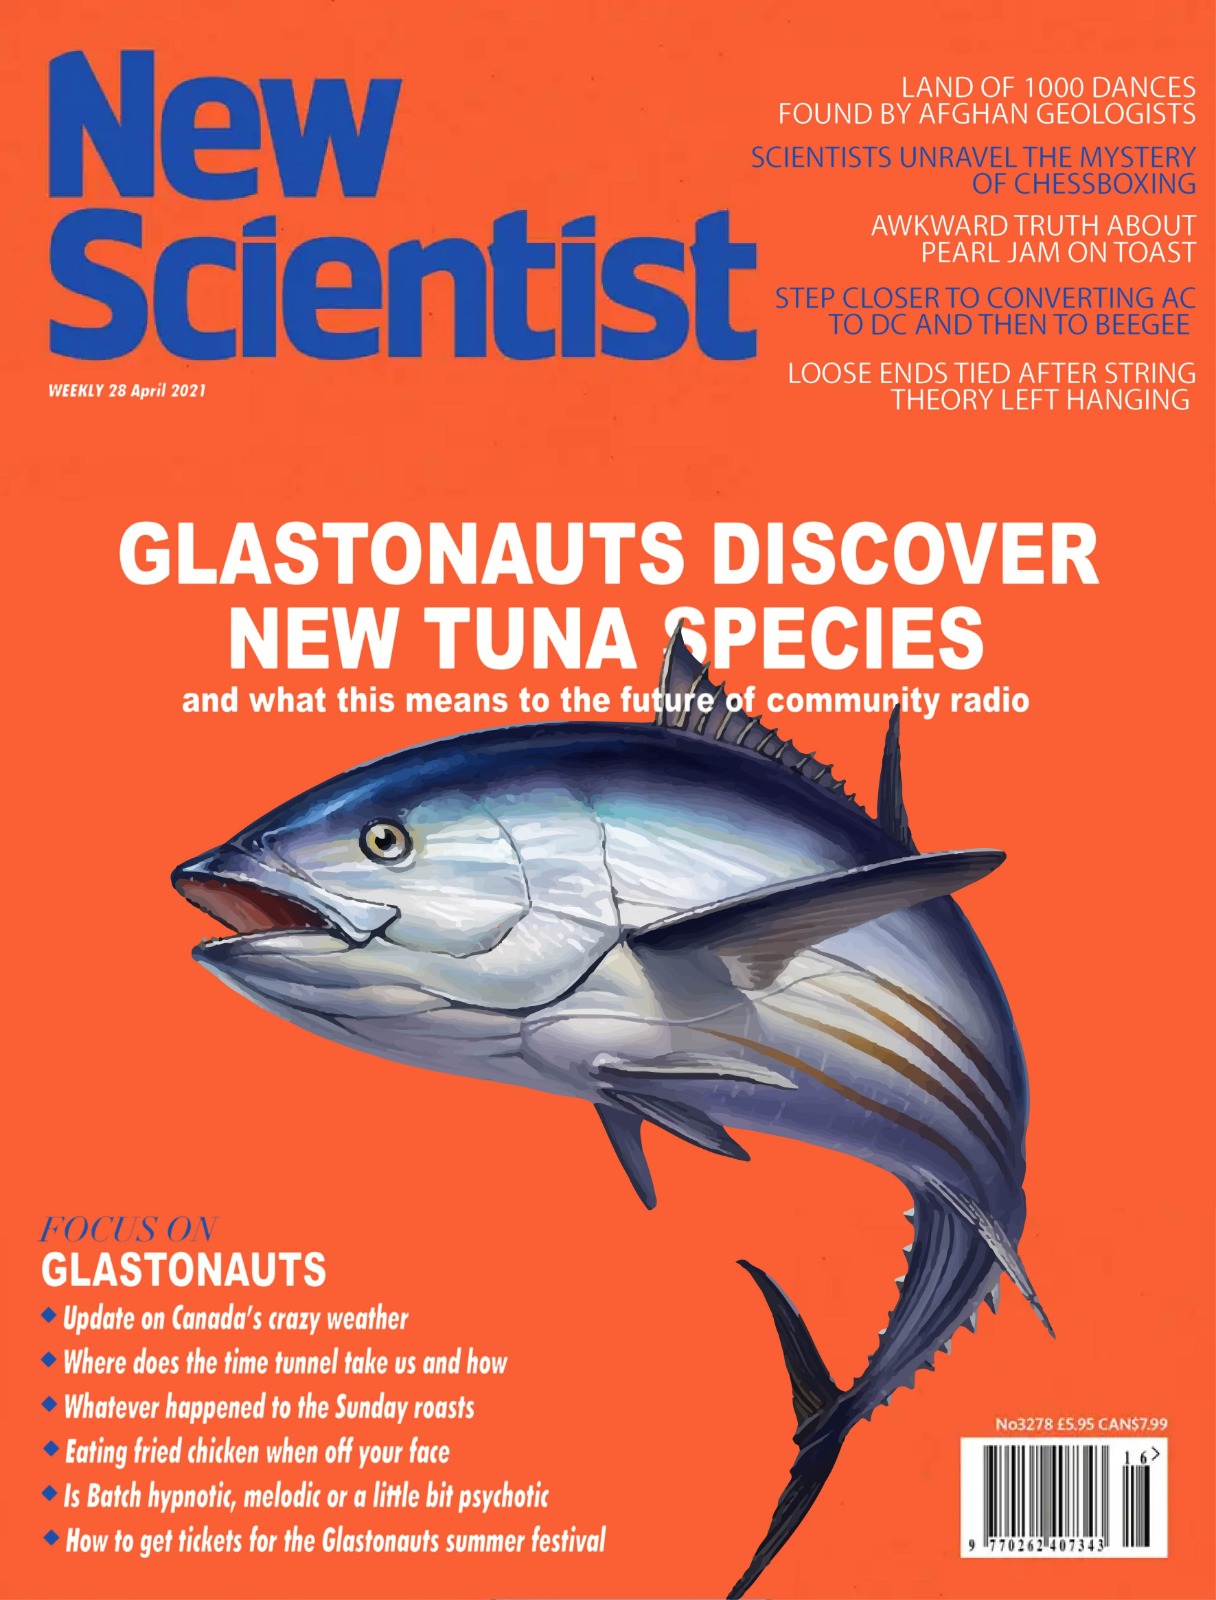 New
Scientist
WEEKLY 28 April 2021
LAND OF 1000 DANCES
FOUND BY AFGHAN GEOLOGISTS
SCIENTISTS UNRAVEL THE MYSTERY
OF CHESSBOXING
AWKWARD TRUTH ABOUT
PEARL JAM ON TOAST
STEP CLOSER TO CONVERTING AC
TO DC AND THEN TO BEEGEE
LOOSE ENDS TIED AFTER STRING
THEORY LEFT HANGING
GLASTONAUTS DISCOVER
NEW TUNA SPECIES
and what this means to the future of community radio
FOCUS ON
GLASTONAUTS
Update on Canada's crazy weather
Where does the time tunnel take us and how
Whatever happened to the Sunday roasts
Eating fried chicken when off your face
Is Batch hypnotic, melodic or a little bit psychotic
How to get tickets for the Glastonauts summer festival
No3278 £5.95 CAN$7.99
16>
9 770262 407343